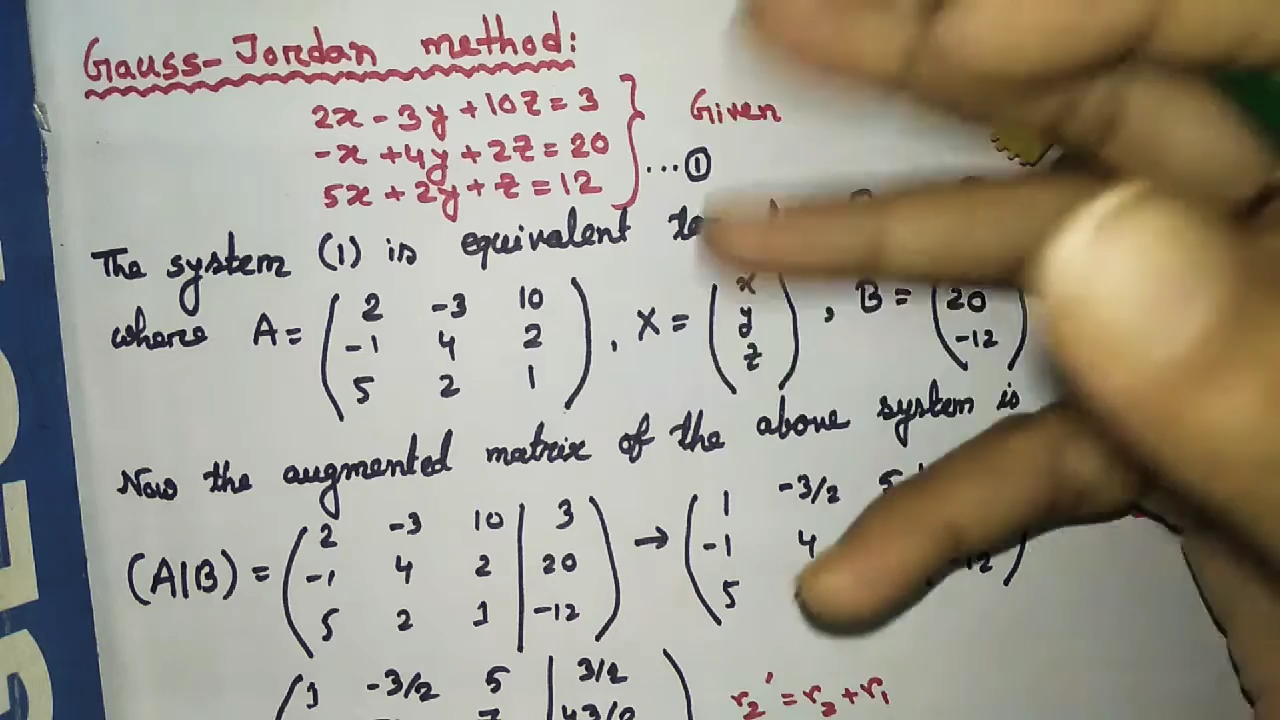 Gauss-Jordan method:
2x - 3y + 10z = 3
-x + 4y + 2z = 20 } ...① Given
5x + 2y + z = 12
The system (1) is equivalent to
where A = ( 2 -3 10 ; -1 4 2 ; 5 2 1 ) , X = ( x ; y ; z ) , B = ( 20 ; -12 )
Now the augmented matrix of the above system is
(A|B) = ( 2 -3 10 | 3 ; -1 4 2 | 20 ; 5 2 1 | -12 ) → ( 1 -3/2 5 ; -1 4 ; 5 -12 )
( 1 -3/2 5 | 3/2 r₂' = r₂ + r₁